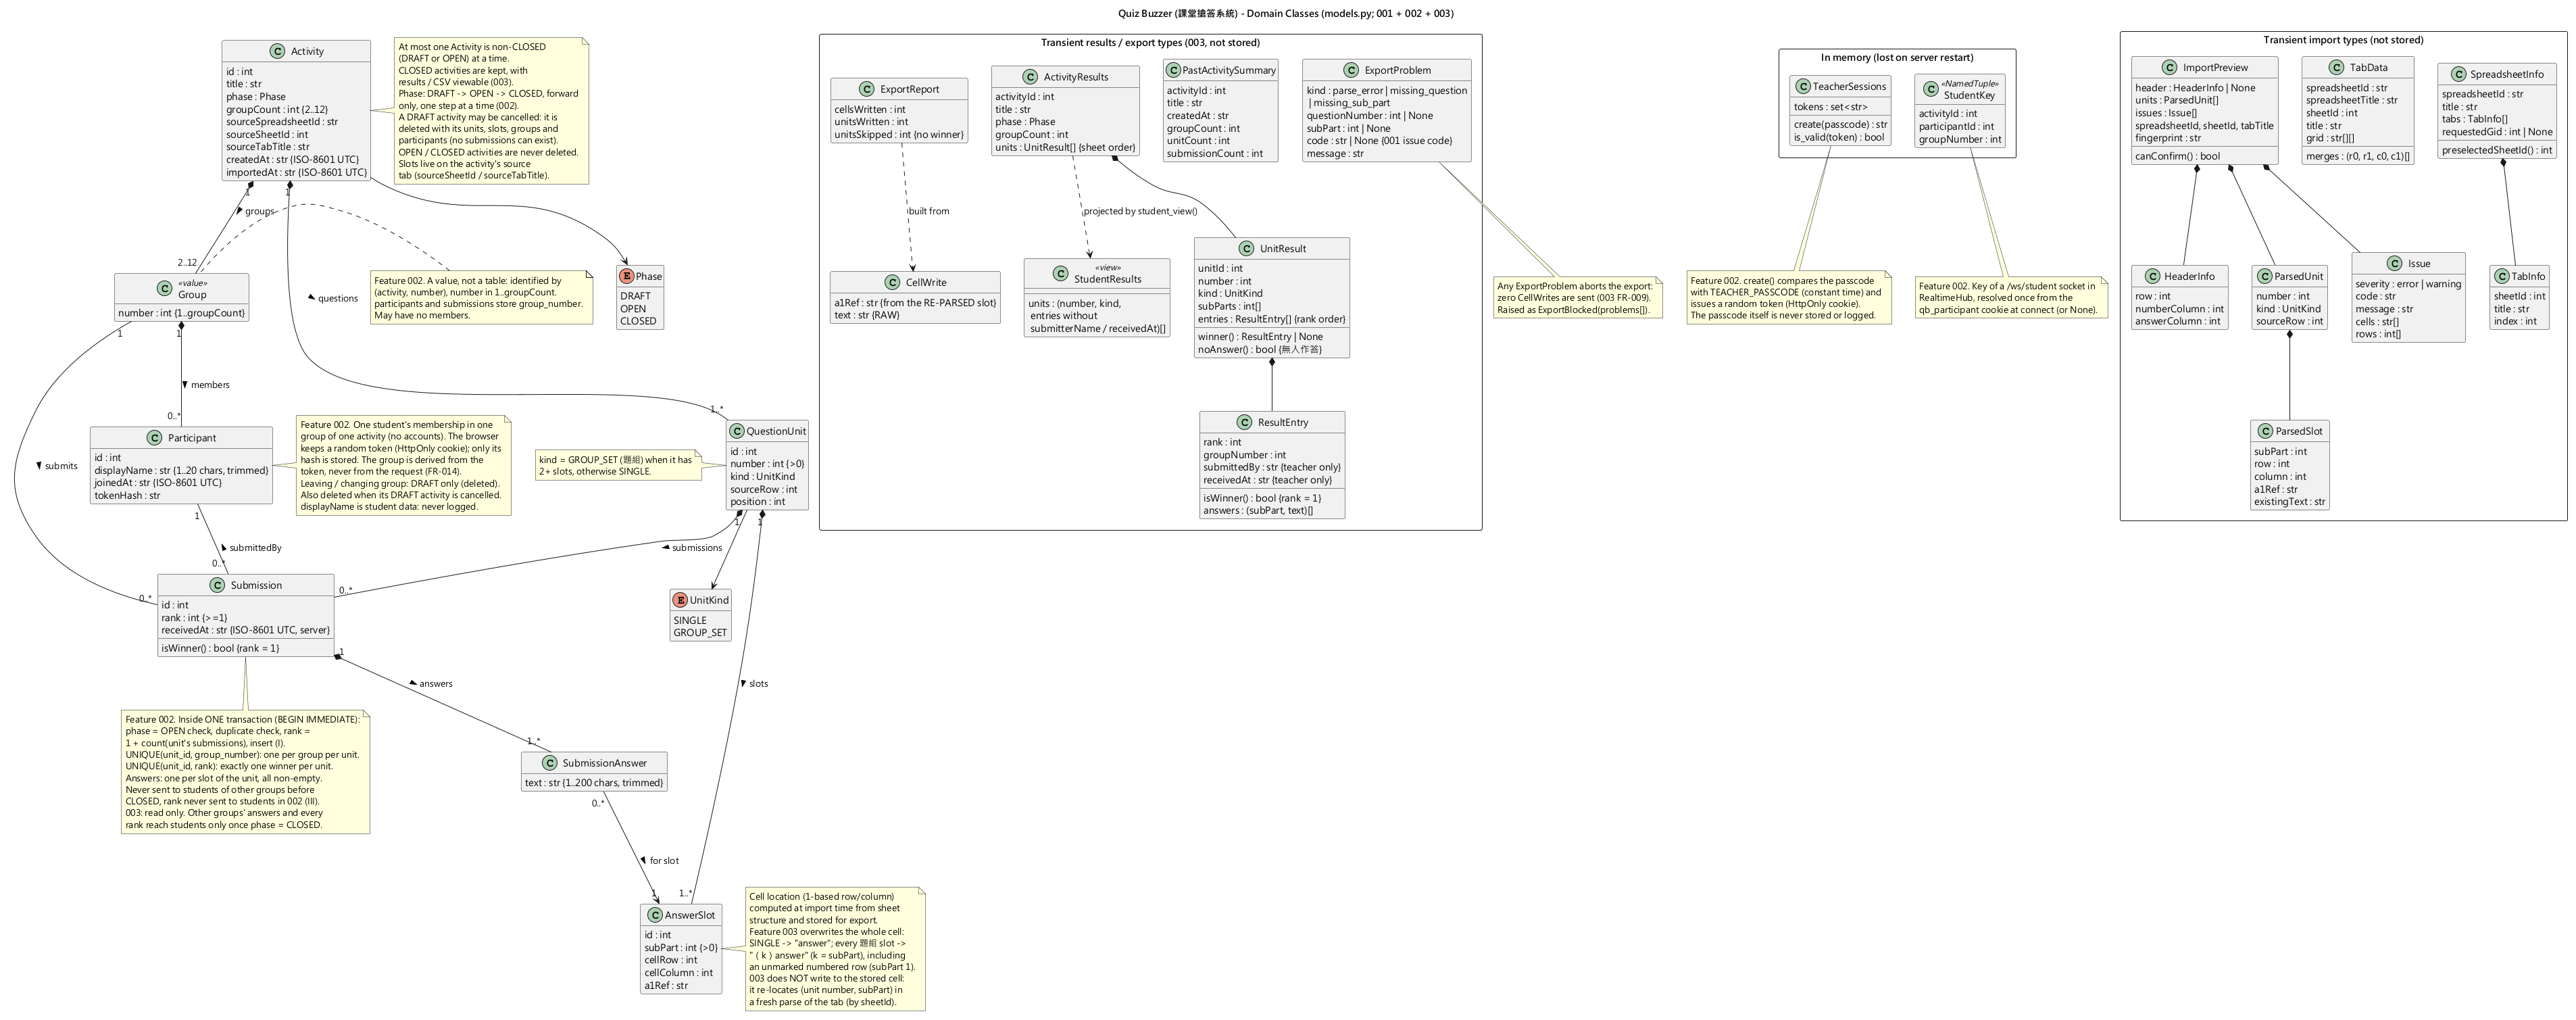 Quiz Buzzer (課堂搶答系統) - Domain Classes (models.py; 001 + 002 + 003)
Activity
id : int
title : str
phase : Phase
groupCount : int {2..12}
sourceSpreadsheetId : str
sourceSheetId : int
sourceTabTitle : str
createdAt : str {ISO-8601 UTC}
importedAt : str {ISO-8601 UTC}
At most one Activity is non-CLOSED
(DRAFT or OPEN) at a time.
CLOSED activities are kept, with
results / CSV viewable (003).
Phase: DRAFT -> OPEN -> CLOSED, forward
only, one step at a time (002).
A DRAFT activity may be cancelled: it is
deleted with its units, slots, groups and
participants (no submissions can exist).
OPEN / CLOSED activities are never deleted.
Slots live on the activity's source
tab (sourceSheetId / sourceTabTitle).
1
1
groups
2..12
Group
«value»
number : int {1..groupCount}
Feature 002. A value, not a table: identified by
(activity, number), number in 1..groupCount.
participants and submissions store group_number.
May have no members.
Phase
DRAFT
OPEN
CLOSED
questions
1
1
members
0..*
submits
1..*
Participant
id : int
displayName : str {1..20 chars, trimmed}
joinedAt : str {ISO-8601 UTC}
tokenHash : str
Feature 002. One student's membership in one
group of one activity (no accounts). The browser
keeps a random token (HttpOnly cookie); only its
hash is stored. The group is derived from the
token, never from the request (FR-014).
Leaving / changing group: DRAFT only (deleted).
Also deleted when its DRAFT activity is cancelled.
displayName is student data: never logged.
kind = GROUP_SET (題組) when it has
2+ slots, otherwise SINGLE.
QuestionUnit
id : int
number : int {>0}
kind : UnitKind
sourceRow : int
position : int
1
submittedBy
0..*
1
1
submissions
0..*
0..*
Submission
id : int
rank : int {>=1}
receivedAt : str {ISO-8601 UTC, server}
isWinner() : bool {rank = 1}
UnitKind
SINGLE
GROUP_SET
1
answers
slots
Feature 002. Inside ONE transaction (BEGIN IMMEDIATE):
phase = OPEN check, duplicate check, rank =
1 + count(unit's submissions), insert (I).
UNIQUE(unit_id, group_number): one per group per unit.
UNIQUE(unit_id, rank): exactly one winner per unit.
Answers: one per slot of the unit, all non-empty.
Never sent to students of other groups before
CLOSED, rank never sent to students in 002 (III).
003: read only. Other groups' answers and every
rank reach students only once phase = CLOSED.
1..*
SubmissionAnswer
text : str {1..200 chars, trimmed}
0..*
for slot
1
1..*
AnswerSlot
id : int
subPart : int {>0}
cellRow : int
cellColumn : int
a1Ref : str
Cell location (1-based row/column)
computed at import time from sheet
structure and stored for export.
Feature 003 overwrites the whole cell:
SINGLE -> "answer"; every 題組 slot ->
" ( k ) answer" (k = subPart), including
an unmarked numbered row (subPart 1).
003 does NOT write to the stored cell:
it re-locates (unit number, subPart) in
a fresh parse of the tab (by sheetId).
Transient results / export types (003, not stored)
ExportReport
cellsWritten : int
unitsWritten : int
unitsSkipped : int {no winner}
ActivityResults
activityId : int
title : str
phase : Phase
groupCount : int
units : UnitResult[] {sheet order}
PastActivitySummary
activityId : int
title : str
createdAt : str
groupCount : int
unitCount : int
submissionCount : int
ExportProblem
kind : parse_error | missing_question
| missing_sub_part
questionNumber : int | None
subPart : int | None
code : str | None {001 issue code}
message : str
built from
projected by student_view()
CellWrite
a1Ref : str {from the RE-PARSED slot}
text : str {RAW}
«view»
StudentResults
units : (number, kind,
entries without
submitterName / receivedAt)[]
UnitResult
unitId : int
number : int
kind : UnitKind
subParts : int[]
entries : ResultEntry[] {rank order}
winner() : ResultEntry | None
noAnswer() : bool {無人作答}
ResultEntry
rank : int
groupNumber : int
submittedBy : str {teacher only}
receivedAt : str {teacher only}
isWinner() : bool {rank = 1}
answers : (subPart, text)[]
Any ExportProblem aborts the export:
zero CellWrites are sent (003 FR-009).
Raised as ExportBlocked(problems[]).
In memory (lost on server restart)
TeacherSessions
tokens : set<str>
create(passcode) : str
is_valid(token) : bool
«NamedTuple»
StudentKey
activityId : int
participantId : int
groupNumber : int
Feature 002. create() compares the passcode
with TEACHER_PASSCODE (constant time) and
issues a random token (HttpOnly cookie).
The passcode itself is never stored or logged.
Feature 002. Key of a /ws/student socket in
RealtimeHub, resolved once from the
qb_participant cookie at connect (or None).
Transient import types (not stored)
ImportPreview
header : HeaderInfo | None
units : ParsedUnit[]
issues : Issue[]
spreadsheetId, sheetId, tabTitle
fingerprint : str
canConfirm() : bool
TabData
spreadsheetId : str
spreadsheetTitle : str
sheetId : int
title : str
grid : str[][]
merges : (r0, r1, c0, c1)[]
SpreadsheetInfo
spreadsheetId : str
title : str
tabs : TabInfo[]
requestedGid : int | None
preselectedSheetId() : int
HeaderInfo
row : int
numberColumn : int
answerColumn : int
ParsedUnit
number : int
kind : UnitKind
sourceRow : int
Issue
severity : error | warning
code : str
message : str
cells : str[]
rows : int[]
TabInfo
sheetId : int
title : str
index : int
ParsedSlot
subPart : int
row : int
column : int
a1Ref : str
existingText : str